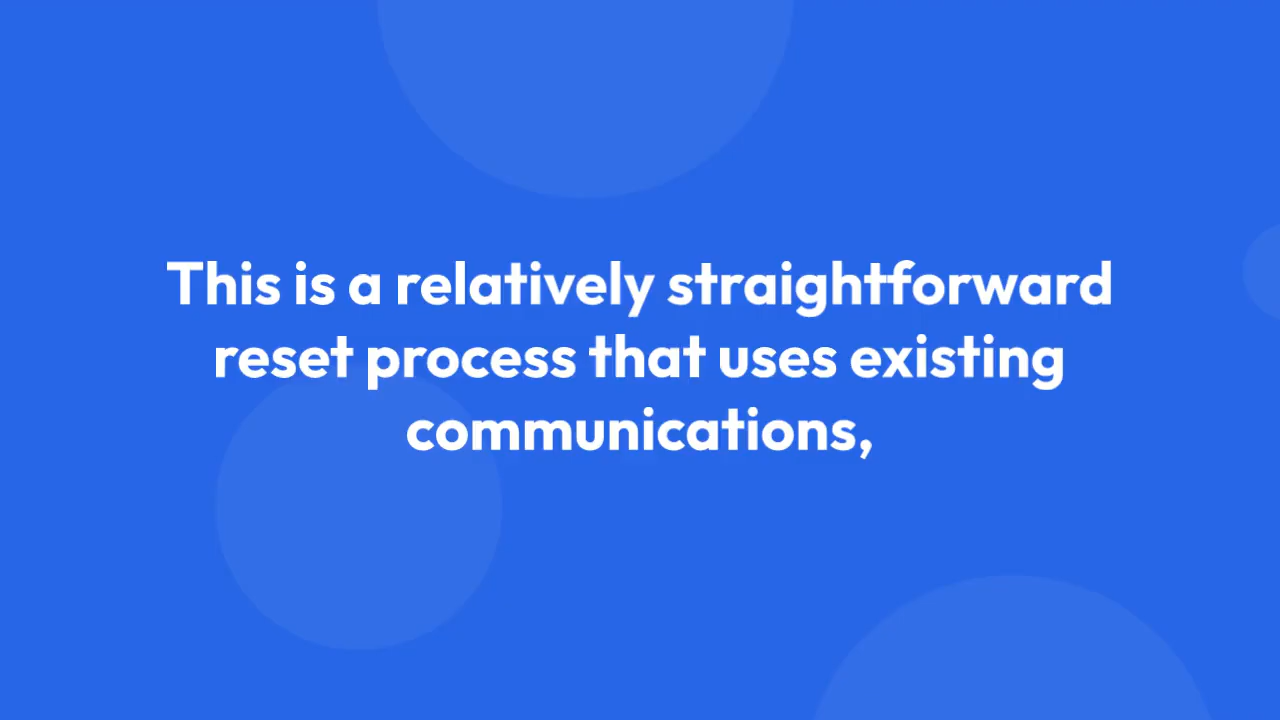 This is a relatively straightforward
reset process that uses existing
communications,